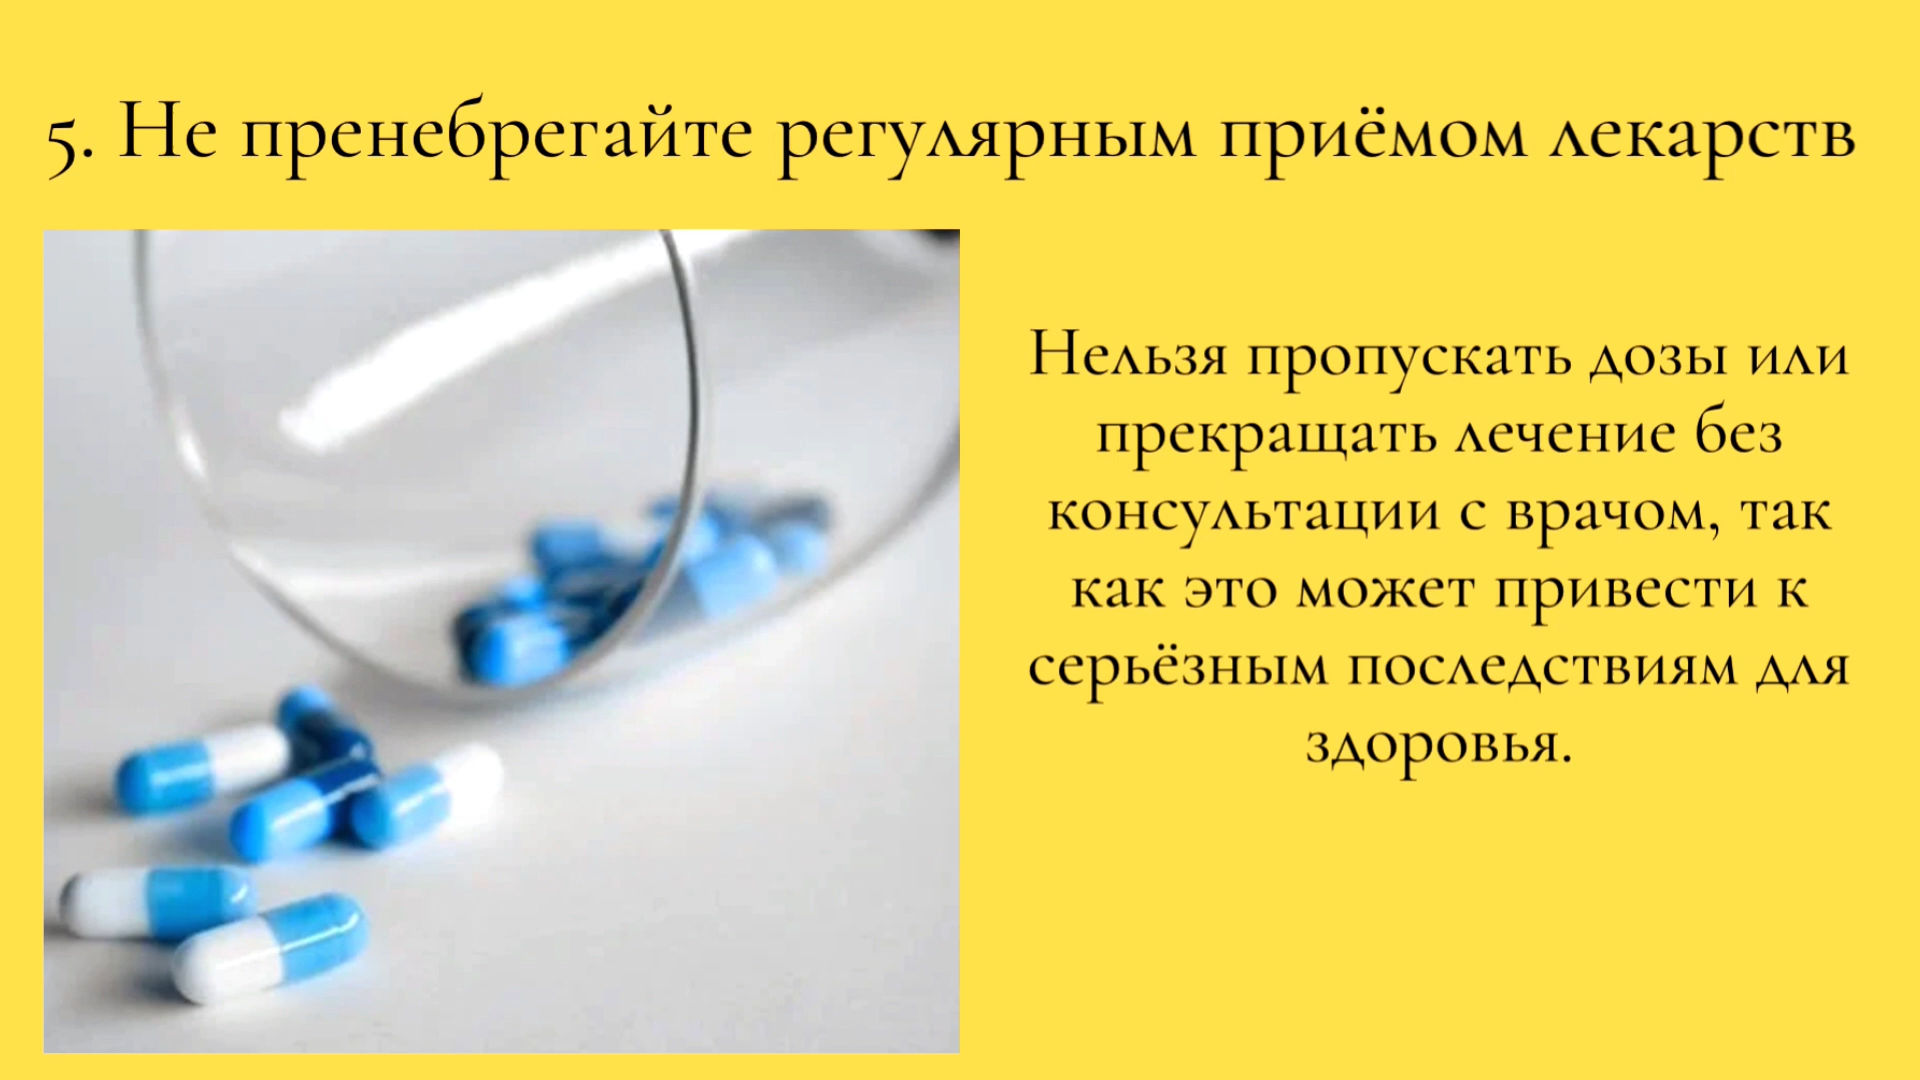 5. Не пренебрегайте регулярным приёмом лекарств
Нельзя пропускать дозы или
прекращать лечение без
консультации с врачом, так
как это может привести к
серьёзным последствиям для
здоровья.